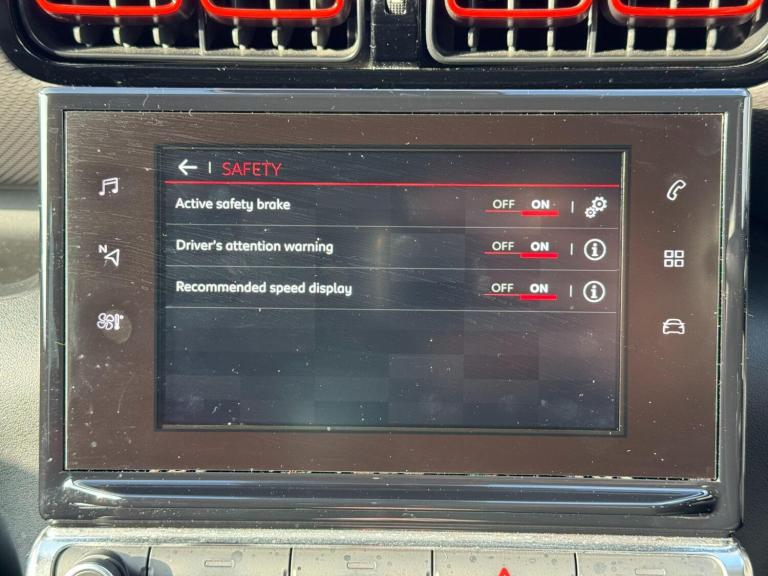 SAFETY
Active safety brake OFF ON
N
Driver's attention warning OFF ON
Recommended speed display OFF ON